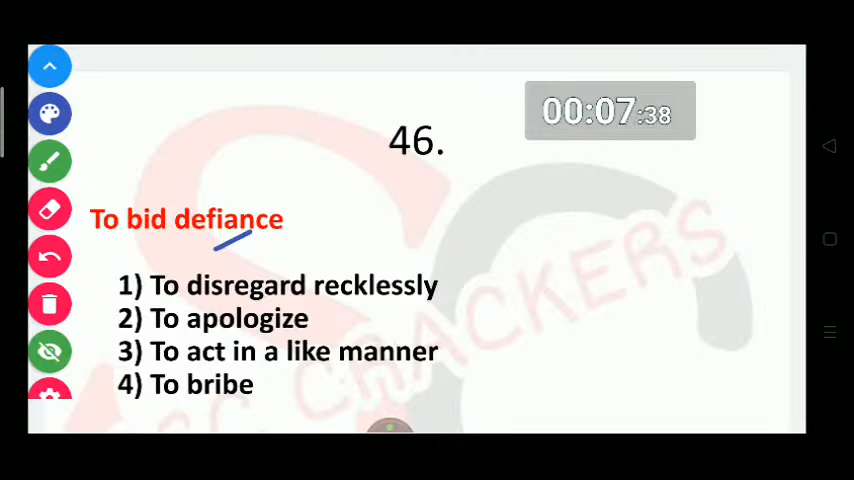 00:07:38
46.
To bid defiance
1) To disregard recklessly
2) To apologize
3) To act in a like manner
4) To bribe
CRACKERS